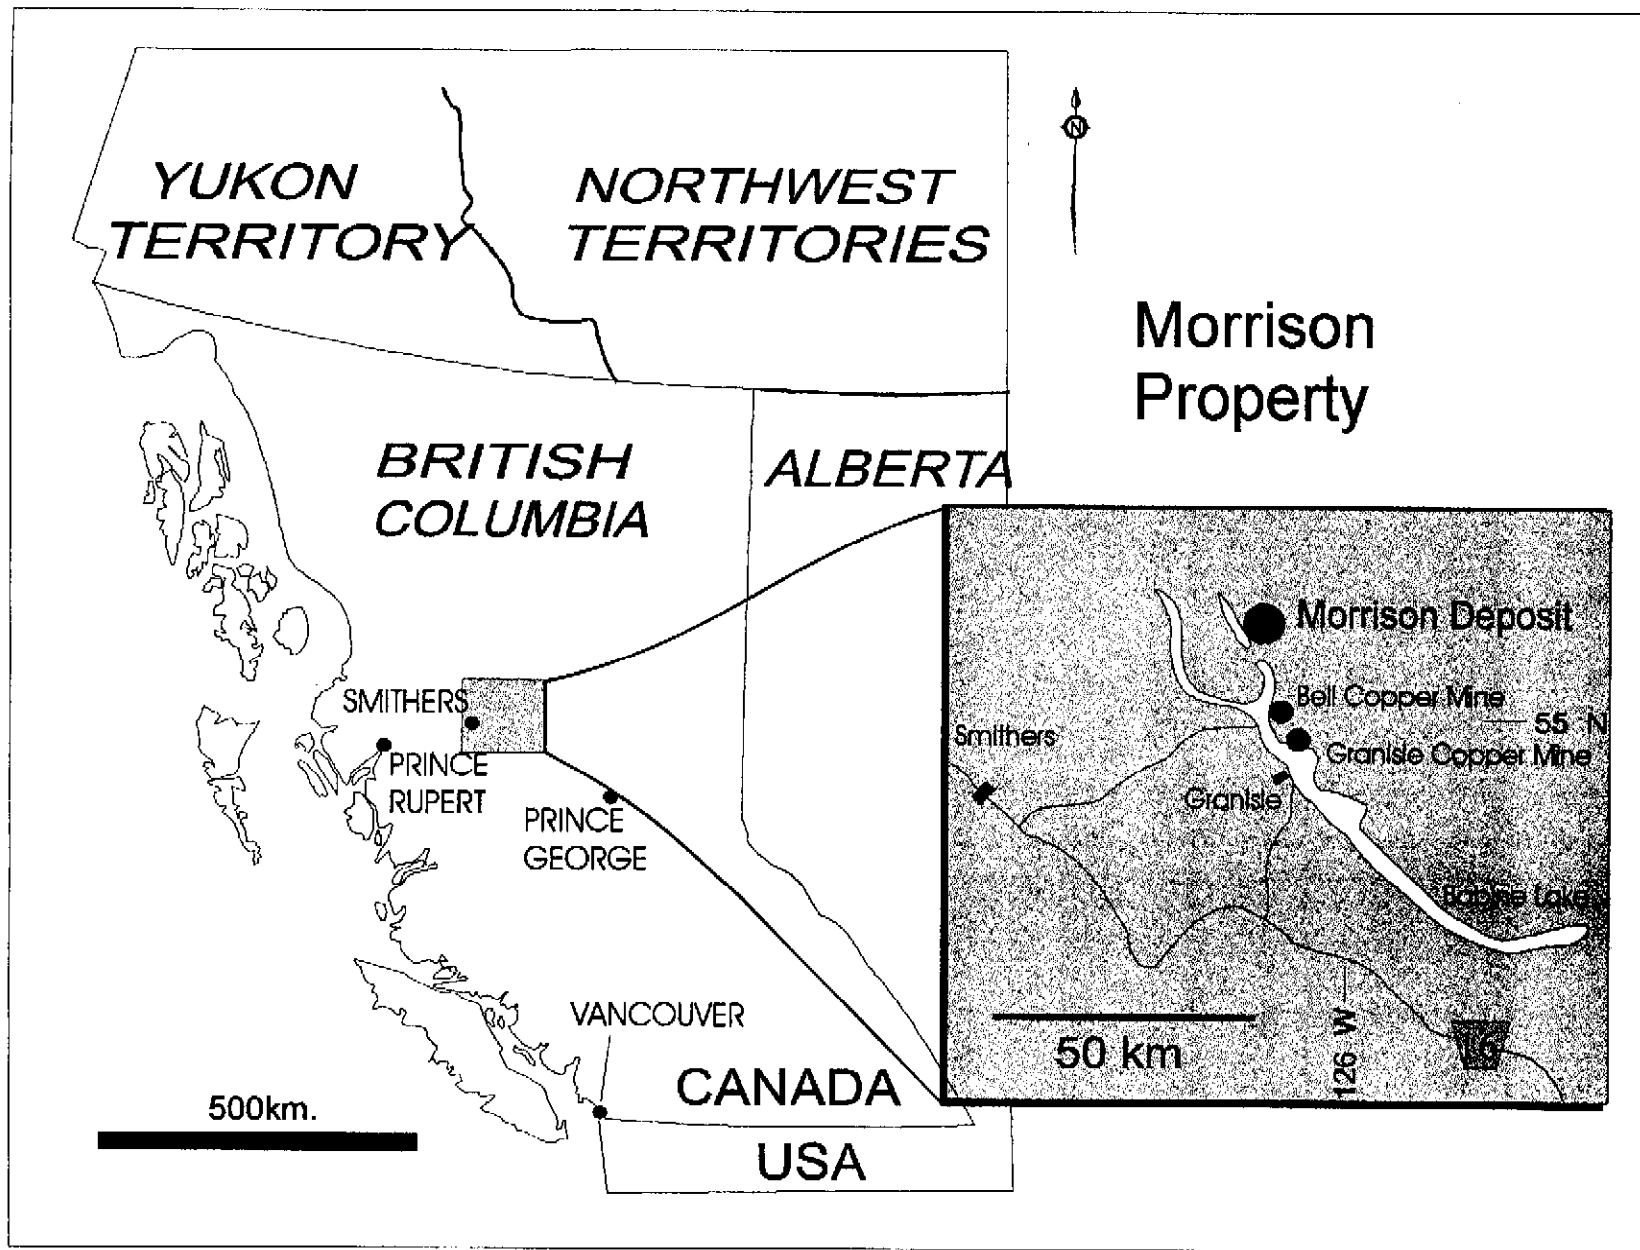 YUKON
TERRITORY
NORTHWEST
TERRITORIES
N
Morrison
Property
BRITISH
COLUMBIA
ALBERTA
SMITHERS
PRINCE
RUPERT
PRINCE
GEORGE
VANCOUVER
CANADA
USA
500km.
Morrison Deposit
Bell Copper Mine
55 N
Smithers
Granisle Copper Mine
Granisle
Babine Lake
50 km
126 W
16